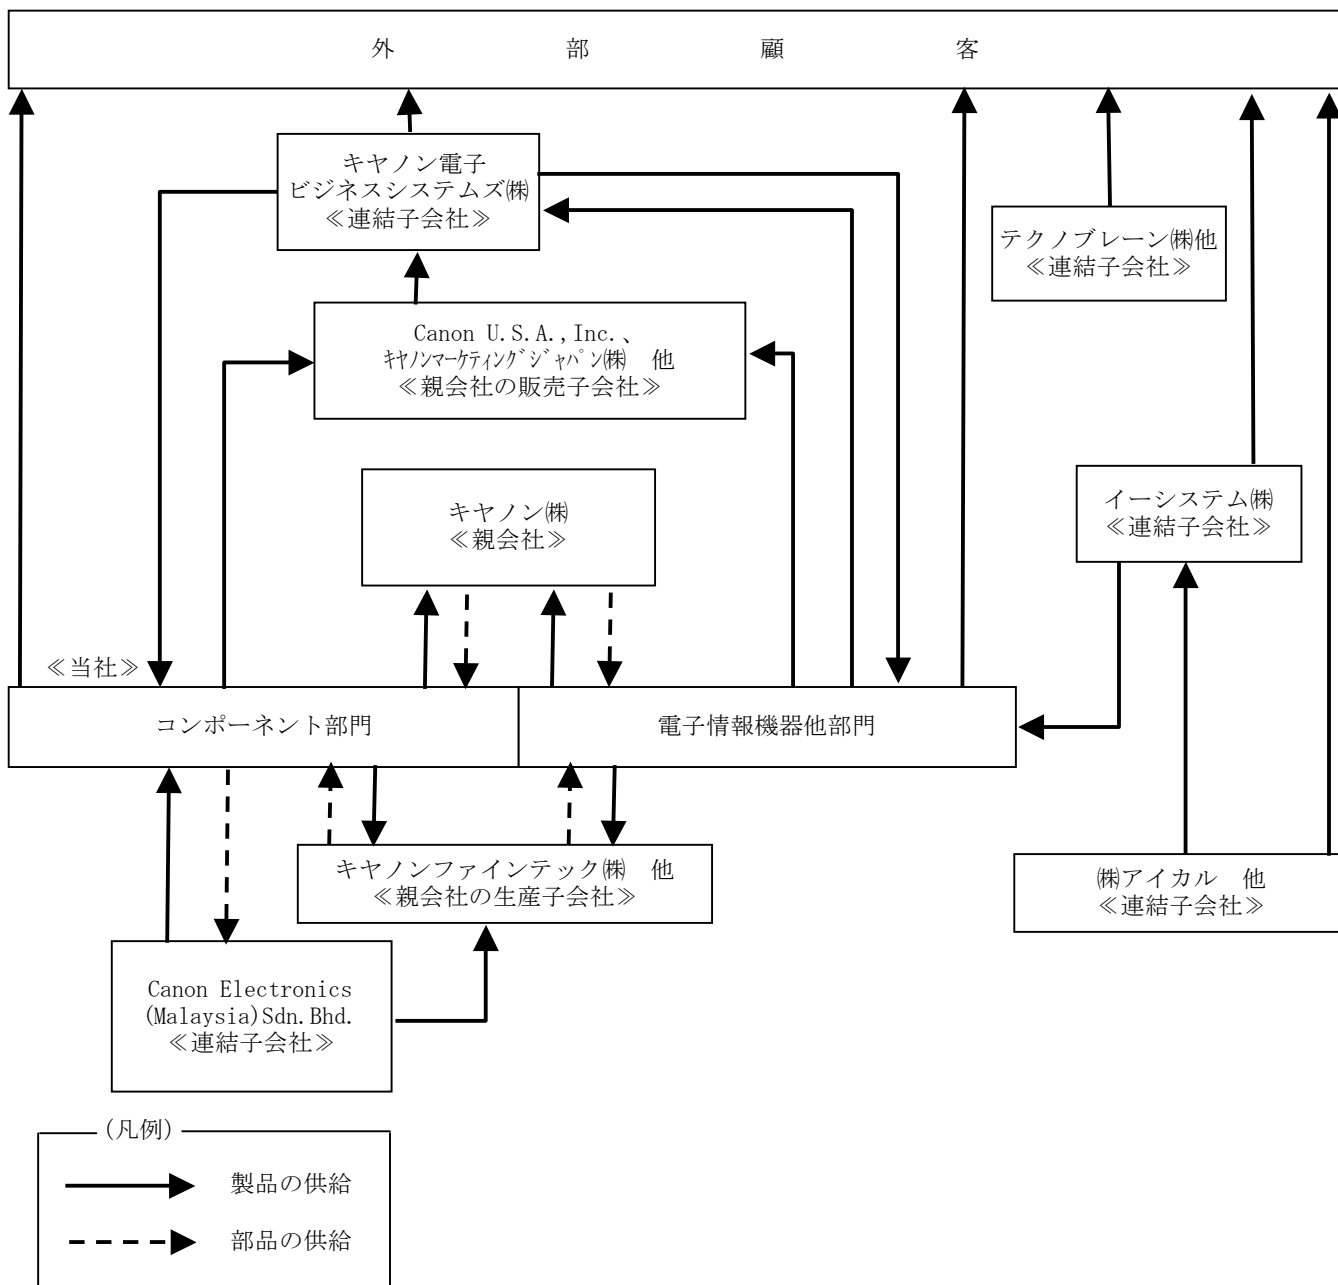 外　部　顧　客
キヤノン電子
ビジネスシステムズ㈱
≪連結子会社≫
テクノブレーン㈱他
≪連結子会社≫
Canon U.S.A.,Inc.、
ｷﾔﾉﾝﾏｰｹﾃｨﾝｸﾞｼﾞｬﾊﾟﾝ㈱　他
≪親会社の販売子会社≫
キヤノン㈱
≪親会社≫
イーシステム㈱
≪連結子会社≫
≪当社≫
コンポーネント部門
電子情報機器他部門
キヤノンファインテック㈱　他
≪親会社の生産子会社≫
㈱アイカル　他
≪連結子会社≫
Canon Electronics
(Malaysia)Sdn.Bhd.
≪連結子会社≫
(凡例)
製品の供給
部品の供給